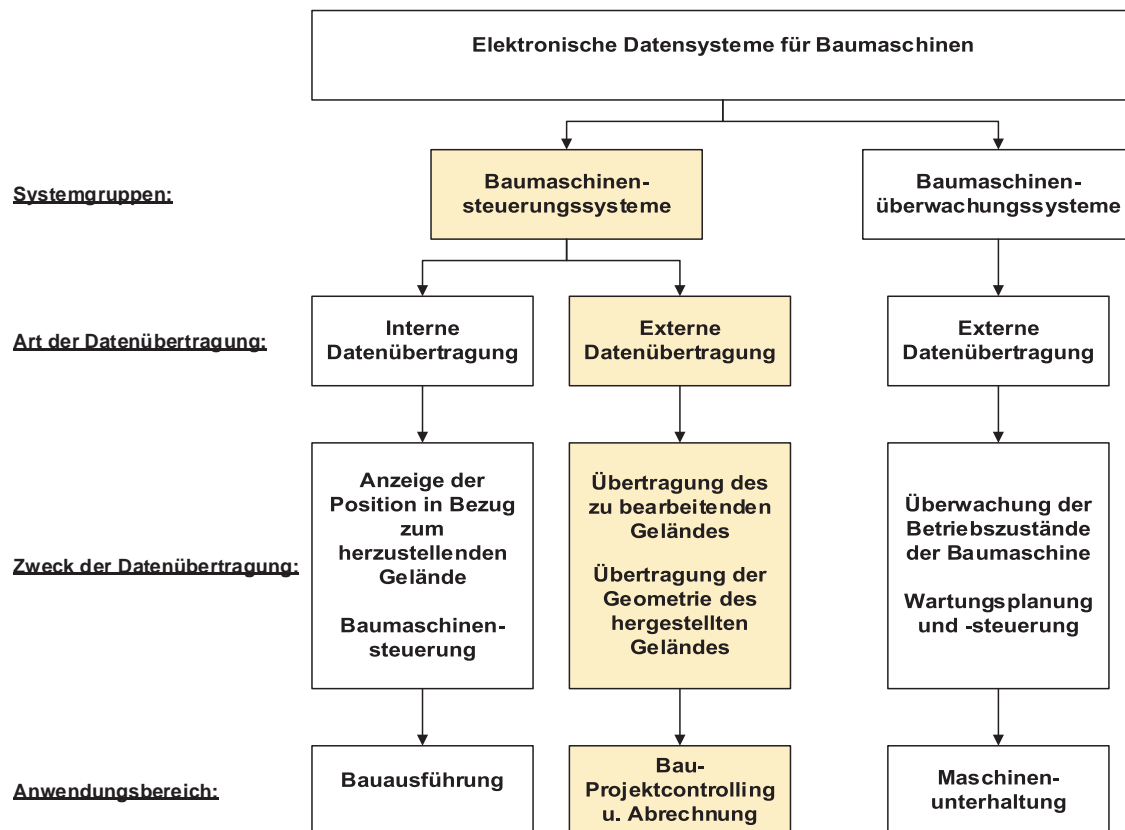 Elektronische Datensysteme für Baumaschinen
Systemgruppen:
Baumaschinen-
steuerungssysteme
Baumaschinen-
überwachungssysteme
Art der Datenübertragung:
Interne
Datenübertragung
Externe
Datenübertragung
Externe
Datenübertragung
Zweck der Datenübertragung:
Anzeige der
Position in Bezug
zum
herzustellenden
Gelände
Baumaschinen-
steuerung
Übertragung des
zu bearbeitenden
Geländes
Übertragung der
Geometrie des
hergestellten
Geländes
Überwachung der
Betriebszustände
der Baumaschine
Wartungsplanung
und -steuerung
Anwendungsbereich:
Bauausführung
Bau-
Projektcontrolling
u. Abrechnung
Maschinen-
unterhaltung